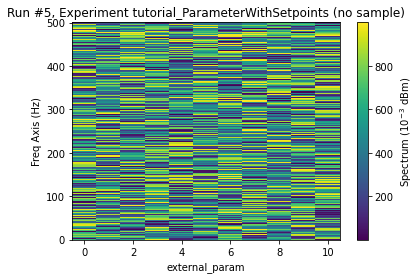 Run #5, Experiment tutorial_ParameterWithSetpoints (no sample)
500
400
300
200
100
0
Freq Axis (Hz)
0 2 4 6 8 10
external_param
800
600
400
200
Spectrum (10⁻³ dBm)